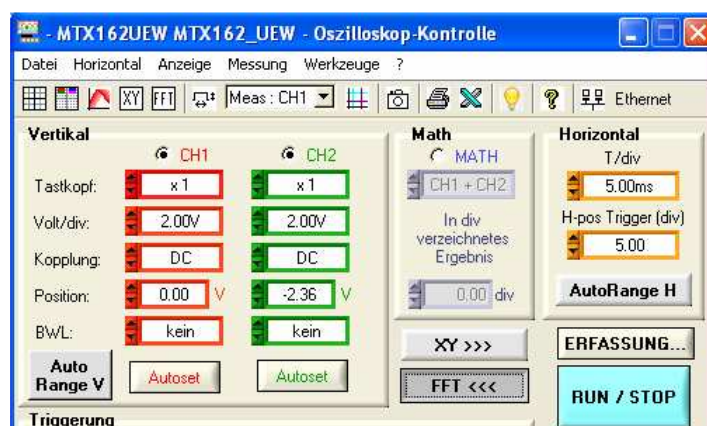 - MTX162UEW MTX162_UEW - Oszilloskop-Kontrolle
Datei Horizontal Anzeige Messung Werkzeuge ?
XY FFT Meas : CH1 ? Ethernet
Vertikal
CH1 CH2
Tastkopf: x 1 x 1
Volt/div: 2.00V 2.00V
Kopplung: DC DC
Position: 0.00 V -2.36 V
BWL: kein kein
Auto
Range V
Autoset Autoset
Math
MATH
CH1 + CH2
In div
verzeichnetes
Ergebnis
0.00 div
XY >>>
FFT <<<
Horizontal
T/div
5.00ms
H-pos Trigger (div)
5.00
AutoRange H
ERFASSUNG...
RUN / STOP
Triggerung